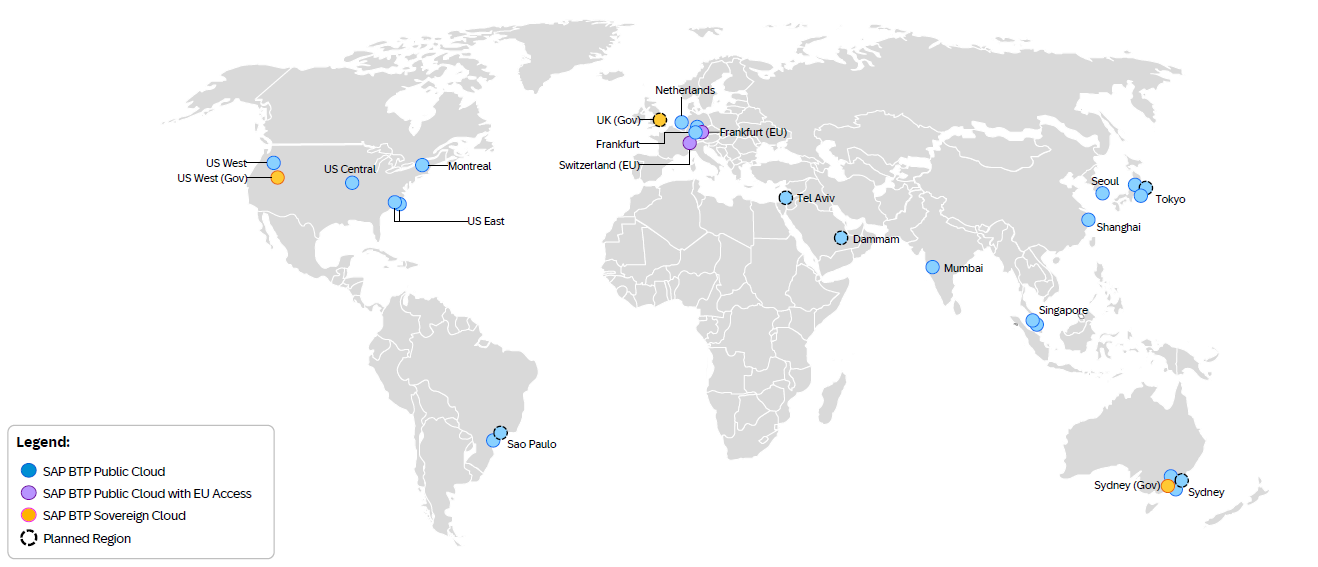 Netherlands
UK (Gov)
Frankfurt (EU)
Frankfurt
Switzerland (EU)
US West
US West (Gov)
US Central
Montreal
US East
Tel Aviv
Dammam
Seoul
Tokyo
Shanghai
Mumbai
Singapore
Sao Paulo
Sydney (Gov)
Sydney
Legend:
SAP BTP Public Cloud
SAP BTP Public Cloud with EU Access
SAP BTP Sovereign Cloud
Planned Region